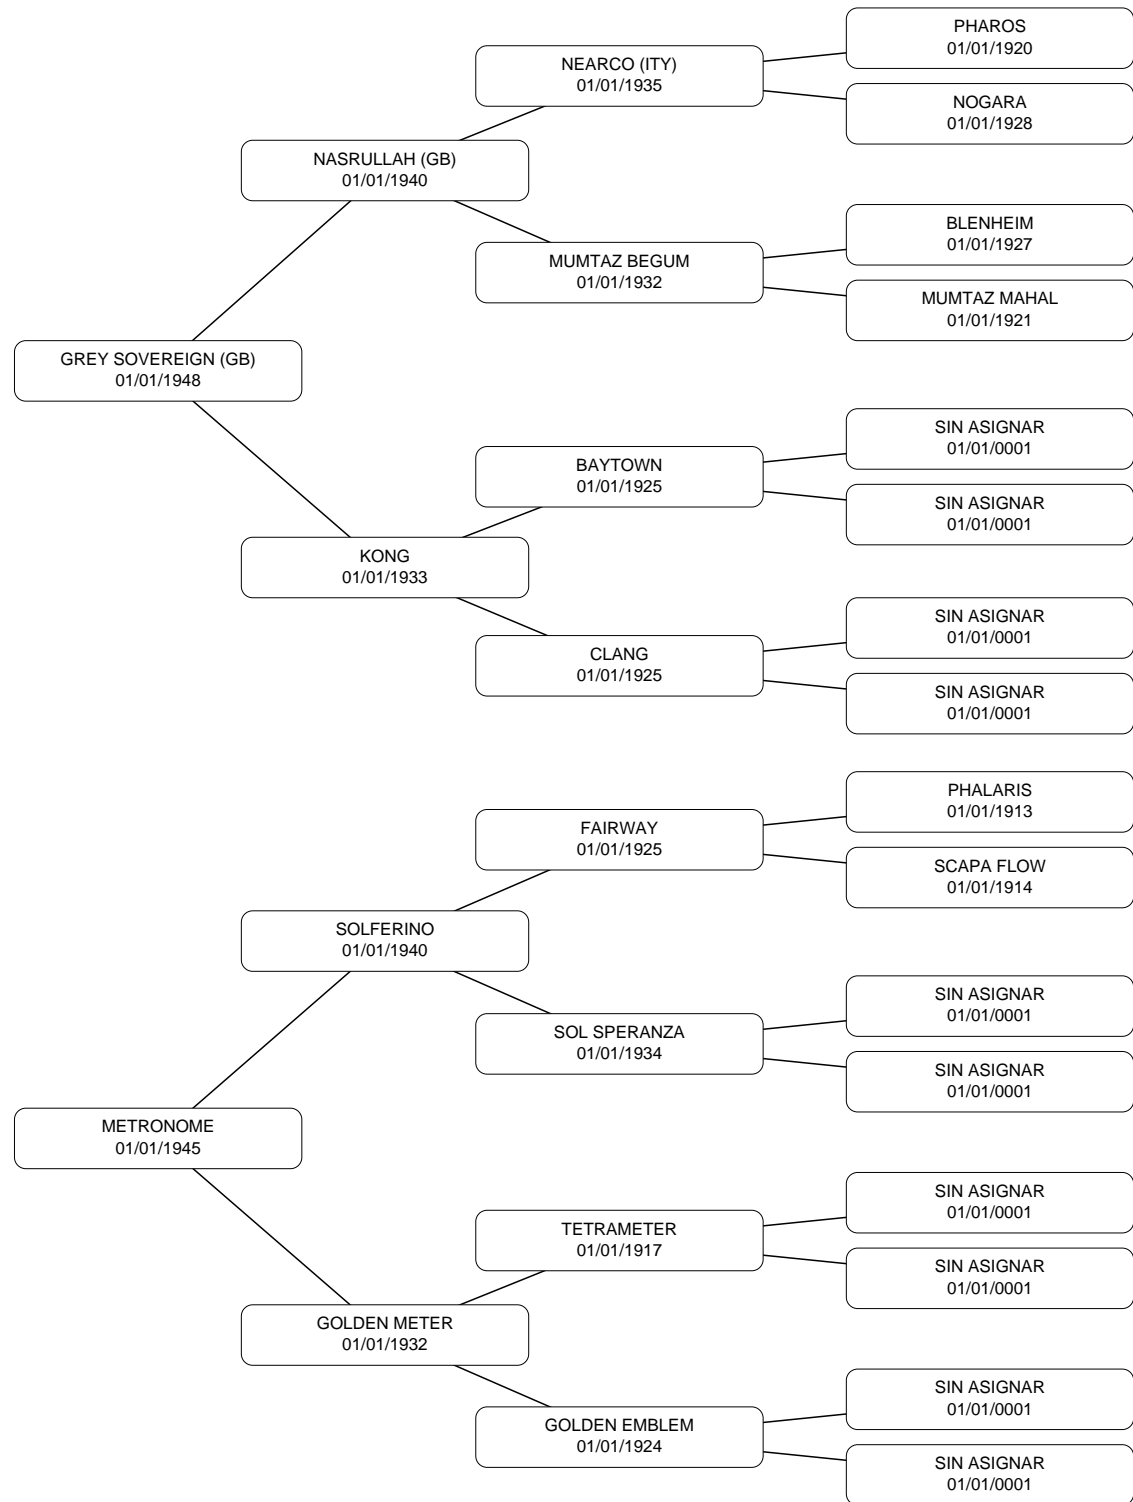 PHAROS
01/01/1920
NEARCO (ITY)
01/01/1935
NOGARA
01/01/1928
NASRULLAH (GB)
01/01/1940
BLENHEIM
01/01/1927
MUMTAZ BEGUM
01/01/1932
MUMTAZ MAHAL
01/01/1921
GREY SOVEREIGN (GB)
01/01/1948
SIN ASIGNAR
01/01/0001
BAYTOWN
01/01/1925
SIN ASIGNAR
01/01/0001
KONG
01/01/1933
SIN ASIGNAR
01/01/0001
CLANG
01/01/1925
SIN ASIGNAR
01/01/0001
PHALARIS
01/01/1913
FAIRWAY
01/01/1925
SCAPA FLOW
01/01/1914
SOLFERINO
01/01/1940
SIN ASIGNAR
01/01/0001
SOL SPERANZA
01/01/1934
SIN ASIGNAR
01/01/0001
METRONOME
01/01/1945
SIN ASIGNAR
01/01/0001
TETRAMETER
01/01/1917
SIN ASIGNAR
01/01/0001
GOLDEN METER
01/01/1932
SIN ASIGNAR
01/01/0001
GOLDEN EMBLEM
01/01/1924
SIN ASIGNAR
01/01/0001